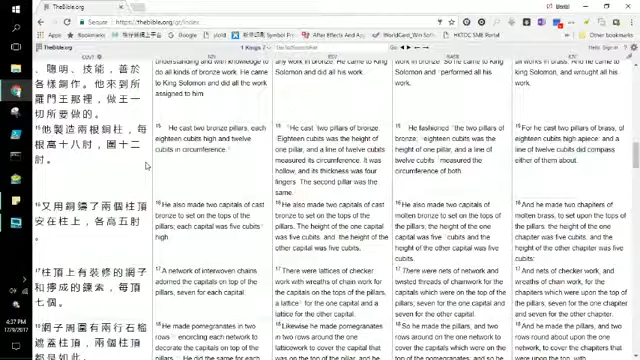 TheBible.org
Secure https://thebible.org/gt/index
Apps Bookmarks
Google
After Effects And Ap
WorldCard_Win Softw
HKTDC SME Portal
TheBible.org
1 Kings 7
Go
Hello Sign in
CUVT
NIV
RSV
NAS
KJV
、聰明、技能，善於
各樣銅作。他來到所
羅門王那裡，做王一
切所要做的。
15他製造兩根銅柱，每
根高十八肘，圍十二
肘。
16又用銅鑄了兩個柱頂
安在柱上，各高五肘
。
17柱頂上有裝修的網子
和擰成的鍊索，每頂
七個。
18網子周圍有兩行石榴
遮蓋柱頂，兩個柱頂
都是如此。
understanding and with knowledge to
do all kinds of bronze work. He came
to King Solomon and did all the work
assigned to him
15 He cast two bronze pillars, each
eighteen cubits high and twelve
cubits in circumference.
16 He also made two capitals of cast
bronze to set on the tops of the
pillars; each capital was five cubits
high
17 A network of interwoven chains
adorned the capitals on top of the
pillars, seven for each capital.
18 He made pomegranates in two
rows encircling each network to
decorate the capitals on top of the
pillars. He did the same for each
any work in bronze. He came to King
Solomon and did all his work.
15 He cast two pillars of bronze.
Eighteen cubits was the height of
one pillar, and a line of twelve cubits
measured its circumference. It was
hollow, and its thickness was four
fingers. The second pillar was the
same.
16 He also made two capitals of cast
bronze to set on the tops of the
pillars. The height of the one capital
was five cubits, and the height of the
other capital was five cubits.
17 There were lattices of checker
work with wreaths of chain work for
the capitals on the tops of the pillars,
a lattice for the one capital and a
lattice for the other capital.
18 Likewise he made pomegranates
in two rows around the one
latticework to cover the capital that
was on the top of the pillar, and he
work in bronze. So he came to King
Solomon and performed all his
work.
15 He fashioned the two pillars of
bronze; eighteen cubits was the
height of one pillar, and a line of
twelve cubits measured the
circumference of both.
16 He also made two capitals of
molten bronze to set on the tops of
the pillars; the height of the one
capital was five cubits and the
height of the other capital was five
cubits.
17 There were nets of network and
twisted threads of chainwork for the
capitals which were on the top of the
pillars; seven for the one capital and
seven for the other capital.
18 So he made the pillars, and two
rows around on the one network to
cover the capitals which were on the
top of the pomegranates; and so he
all works in brass. And he came to
king Solomon, and wrought all his
work.
15 For he cast two pillars of brass, of
eighteen cubits high apiece: and a
line of twelve cubits did compass
either of them about.
16 And he made two chapiters of
molten brass, to set upon the tops of
the pillars: the height of the one
chapiter was five cubits, and the
height of the other chapiter was five
cubits:
17 And nets of checker work, and
wreaths of chain work, for the
chapiters which were upon the top of
the pillars; seven for the one chapiter
and seven for the other chapiter.
18 And he made the pillars, and two
rows round about upon the one
network, to cover the chapiters that
were upon the top, with
4:37 PM